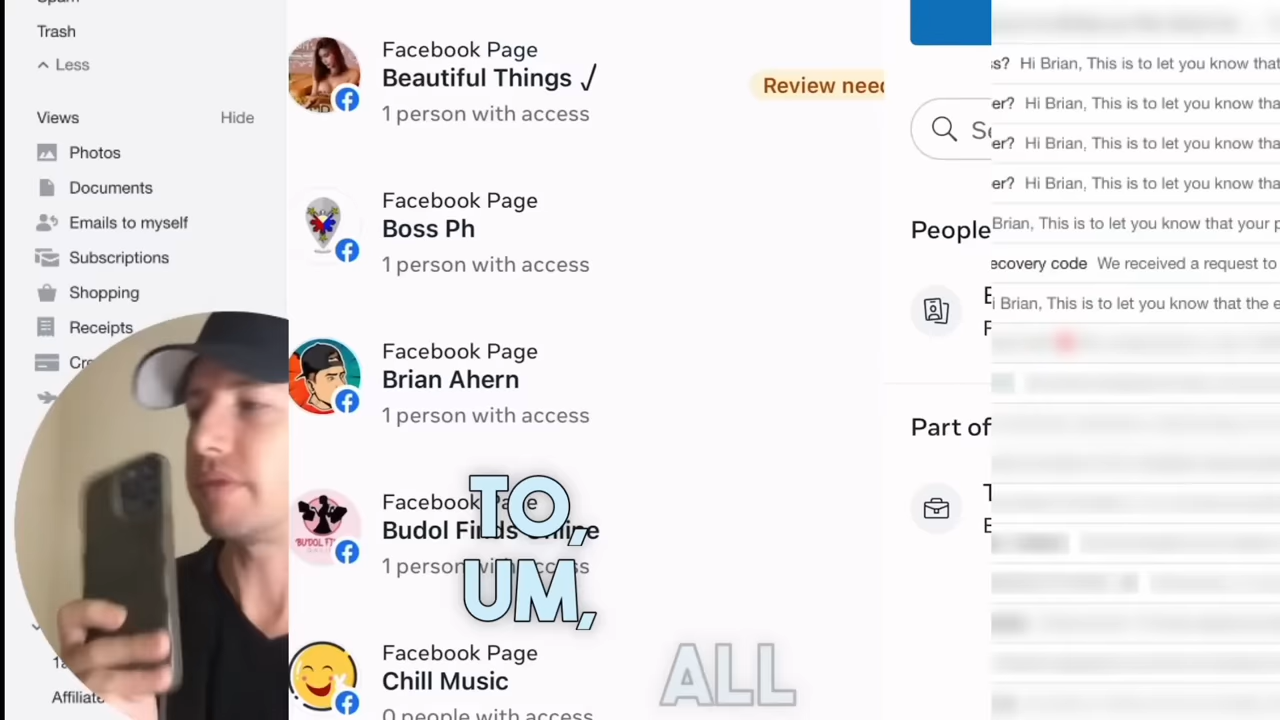 Trash
Less
Views Hide
Photos
Documents
Emails to myself
Subscriptions
Shopping
Receipts
Affiliate
Facebook Page
Beautiful Things √
1 person with access
Review need
Facebook Page
Boss Ph
1 person with access
Facebook Page
Brian Ahern
1 person with access
Facebook Page
Budol Finds Online
1 person with access
Facebook Page
Chill Music
0 people with access
TO,
UM,
ALL
People
Part of
s? Hi Brian, This is to let you know that
er? Hi Brian, This is to let you know tha
er? Hi Brian, This is to let you know tha
er? Hi Brian, This is to let you know tha
Brian, This is to let you know that your p
ecovery code We received a request to
i Brian, This is to let you know that the e